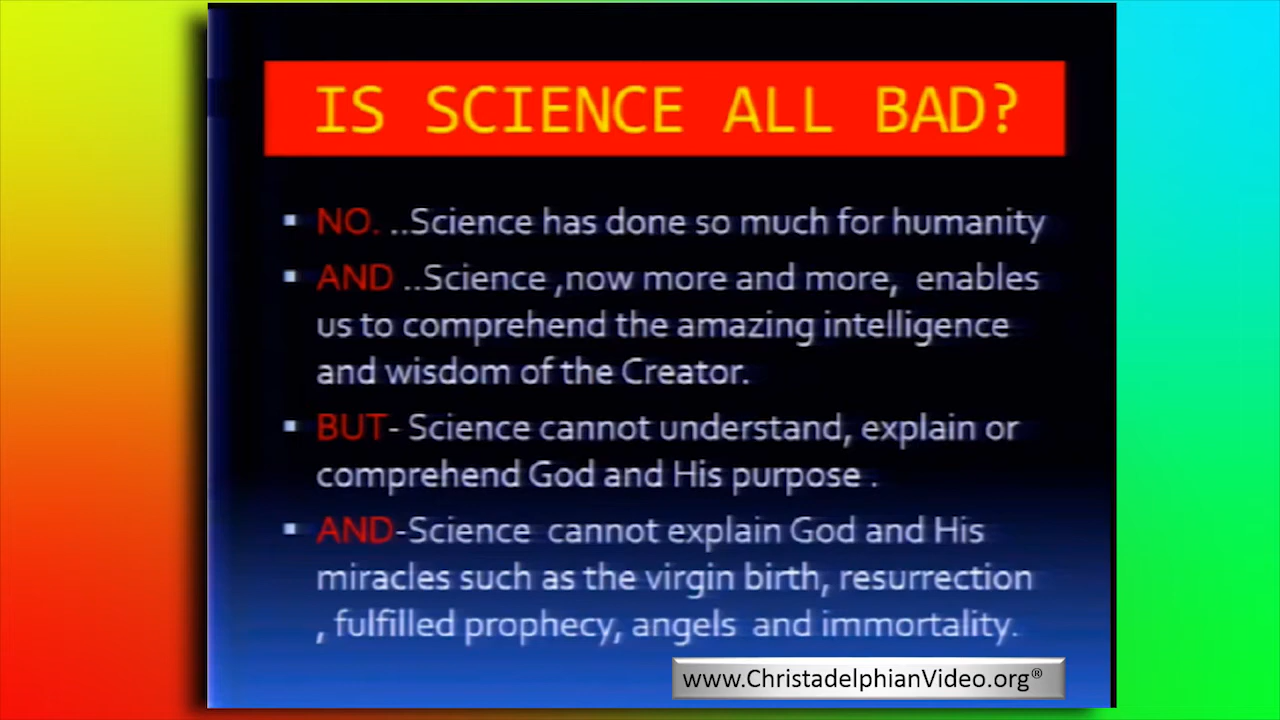 IS SCIENCE ALL BAD?
▪ NO. ..Science has done so much for humanity
▪ AND ..Science ,now more and more, enables
us to comprehend the amazing intelligence
and wisdom of the Creator.
▪ BUT- Science cannot understand, explain or
comprehend God and His purpose .
▪ AND-Science cannot explain God and His
miracles such as the virgin birth, resurrection
, fulfilled prophecy, angels and immortality.
www.ChristadelphianVideo.org®